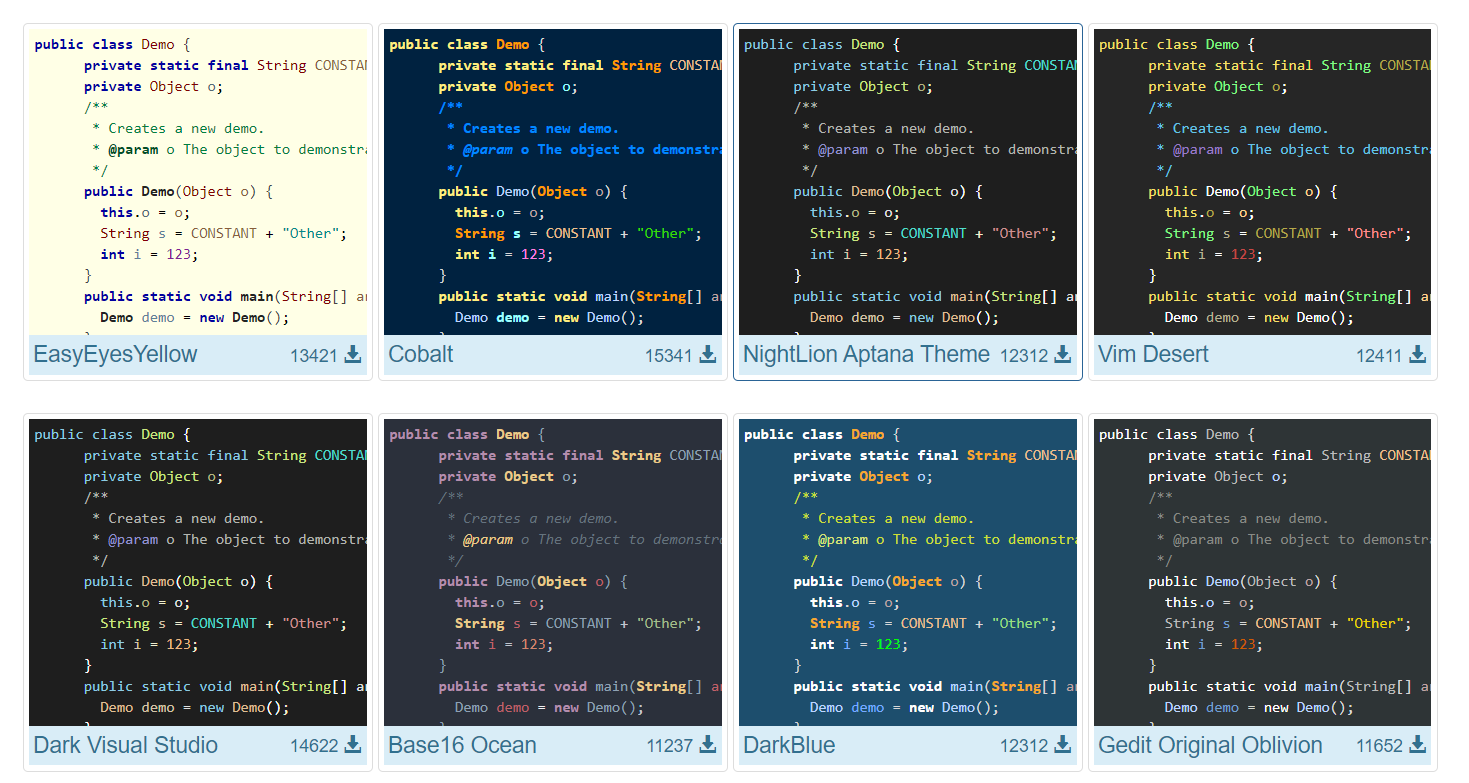 public class Demo {
private static final String CONSTAN
private Object o;
/**
* Creates a new demo.
* @param o The object to demonstra
*/
public Demo(Object o) {
this.o = o;
String s = CONSTANT + "Other";
int i = 123;
}
public static void main(String[] ar
Demo demo = new Demo();
}
EasyEyesYellow 13421
public class Demo {
private static final String CONSTAN
private Object o;
/**
* Creates a new demo.
* @param o The object to demonstra
*/
public Demo(Object o) {
this.o = o;
String s = CONSTANT + "Other";
int i = 123;
}
public static void main(String[] ar
Demo demo = new Demo();
}
Cobalt 15341
public class Demo {
private static final String CONSTAN
private Object o;
/**
* Creates a new demo.
* @param o The object to demonstra
*/
public Demo(Object o) {
this.o = o;
String s = CONSTANT + "Other";
int i = 123;
}
public static void main(String[] ar
Demo demo = new Demo();
}
NightLion Aptana Theme 12312
public class Demo {
private static final String CONSTAN
private Object o;
/**
* Creates a new demo.
* @param o The object to demonstra
*/
public Demo(Object o) {
this.o = o;
String s = CONSTANT + "Other";
int i = 123;
}
public static void main(String[] ar
Demo demo = new Demo();
}
Vim Desert 12411
public class Demo {
private static final String CONSTAN
private Object o;
/**
* Creates a new demo.
* @param o The object to demonstra
*/
public Demo(Object o) {
this.o = o;
String s = CONSTANT + "Other";
int i = 123;
}
public static void main(String[] ar
Demo demo = new Demo();
}
Dark Visual Studio 14622
public class Demo {
private static final String CONSTAN
private Object o;
/**
* Creates a new demo.
* @param o The object to demonstra
*/
public Demo(Object o) {
this.o = o;
String s = CONSTANT + "Other";
int i = 123;
}
public static void main(String[] ar
Demo demo = new Demo();
}
Base16 Ocean 11237
public class Demo {
private static final String CONSTAN
private Object o;
/**
* Creates a new demo.
* @param o The object to demonstra
*/
public Demo(Object o) {
this.o = o;
String s = CONSTANT + "Other";
int i = 123;
}
public static void main(String[] ar
Demo demo = new Demo();
}
DarkBlue 12312
public class Demo {
private static final String CONSTAN
private Object o;
/**
* Creates a new demo.
* @param o The object to demonstra
*/
public Demo(Object o) {
this.o = o;
String s = CONSTANT + "Other";
int i = 123;
}
public static void main(String[] ar
Demo demo = new Demo();
}
Gedit Original Oblivion 11652